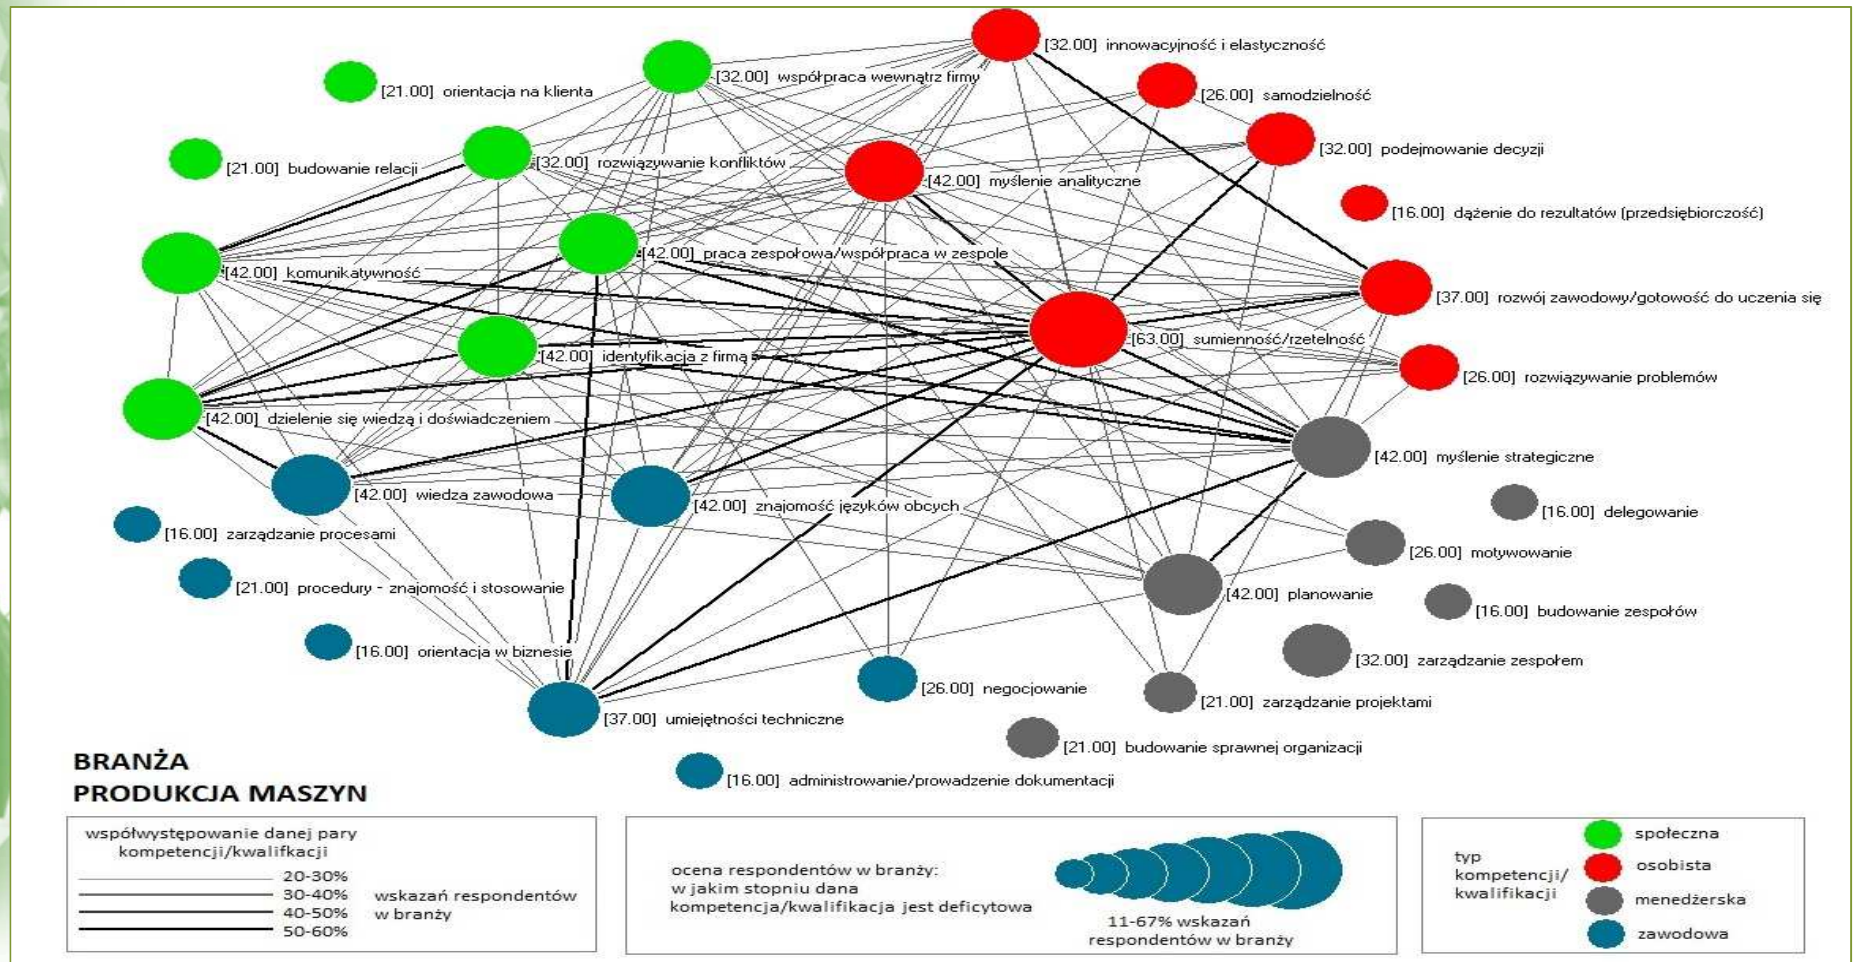 [32.00] innowacyjność i elastyczność
[32.00] współpraca wewnątrz firmy
[21.00] orientacja na klienta
[26.00] samodzielność
[32.00] podejmowanie decyzji
[21.00] budowanie relacji
[32.00] rozwiązywanie konfliktów
[42.00] myślenie analityczne
[16.00] dążenie do rezultatów (przedsiębiorczość)
[42.00] komunikatywność
[42.00] praca zespołowa/współpraca w zespole
[37.00] rozwój zawodowy/gotowość do uczenia się
[63.00] sumienność/rzetelność
[42.00] identyfikacja z firmą
[26.00] rozwiązywanie problemów
[42.00] dzielenie się wiedzą i doświadczeniem
[42.00] myślenie strategiczne
[42.00] wiedza zawodowa
[42.00] znajomość języków obcych
[16.00] delegowanie
[16.00] zarządzanie procesami
[26.00] motywowanie
[21.00] procedury - znajomość i stosowanie
[42.00] planowanie
[16.00] budowanie zespołów
[16.00] orientacja w biznesie
[32.00] zarządzanie zespołem
[26.00] negocjowanie
[21.00] zarządzanie projektami
[37.00] umiejętności techniczne
[21.00] budowanie sprawnej organizacji
[16.00] administrowanie/prowadzenie dokumentacji
BRANŻA
PRODUKCJA MASZYN
współwystępowanie danej pary
kompetencji/kwalifkacji
20-30%
30-40%
40-50%
50-60%
wskazań respondentów
w branży
ocena respondentów w branży:
w jakim stopniu dana
kompetencja/kwalifikacja jest deficytowa
11-67% wskazań
respondentów w branży
typ
kompetencji/
kwalifikacji
społeczna
osobista
menedżerska
zawodowa